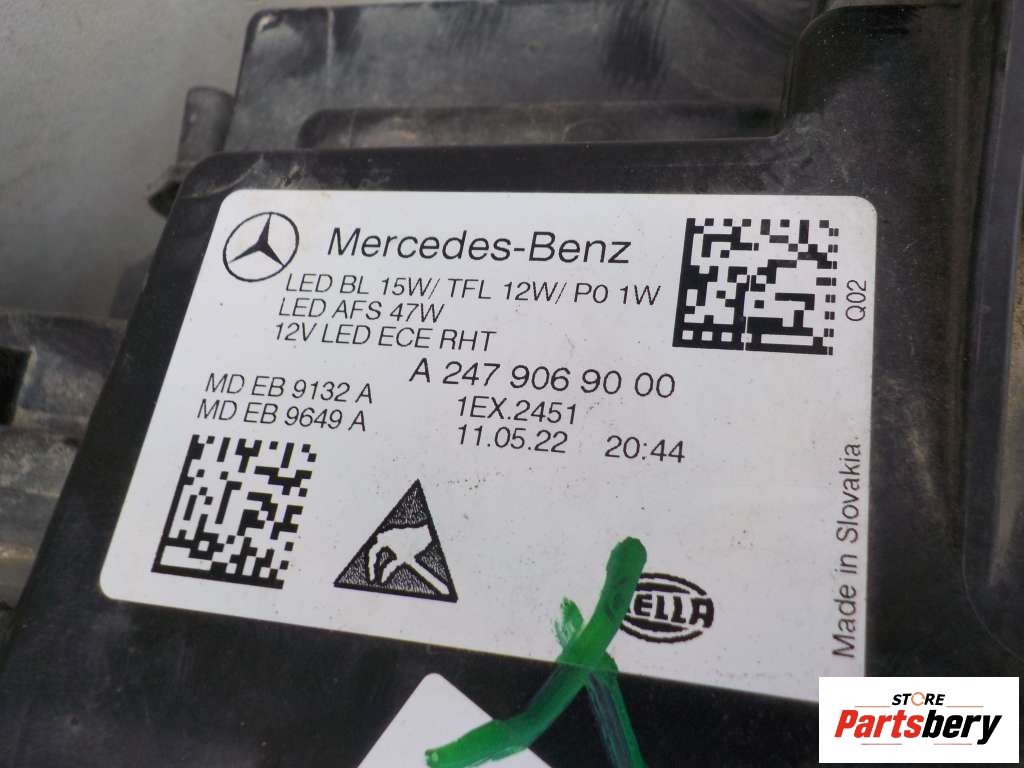 Mercedes-Benz
LED BL 15W/ TFL 12W/ P0 1W
LED AFS 47W
12V LED ECE RHT
A 247 906 90 00
MD EB 9132 A
MD EB 9649 A
1EX.2451
11.05.22 20:44
Q02
Made in Slovakia
STORE
Partsbery